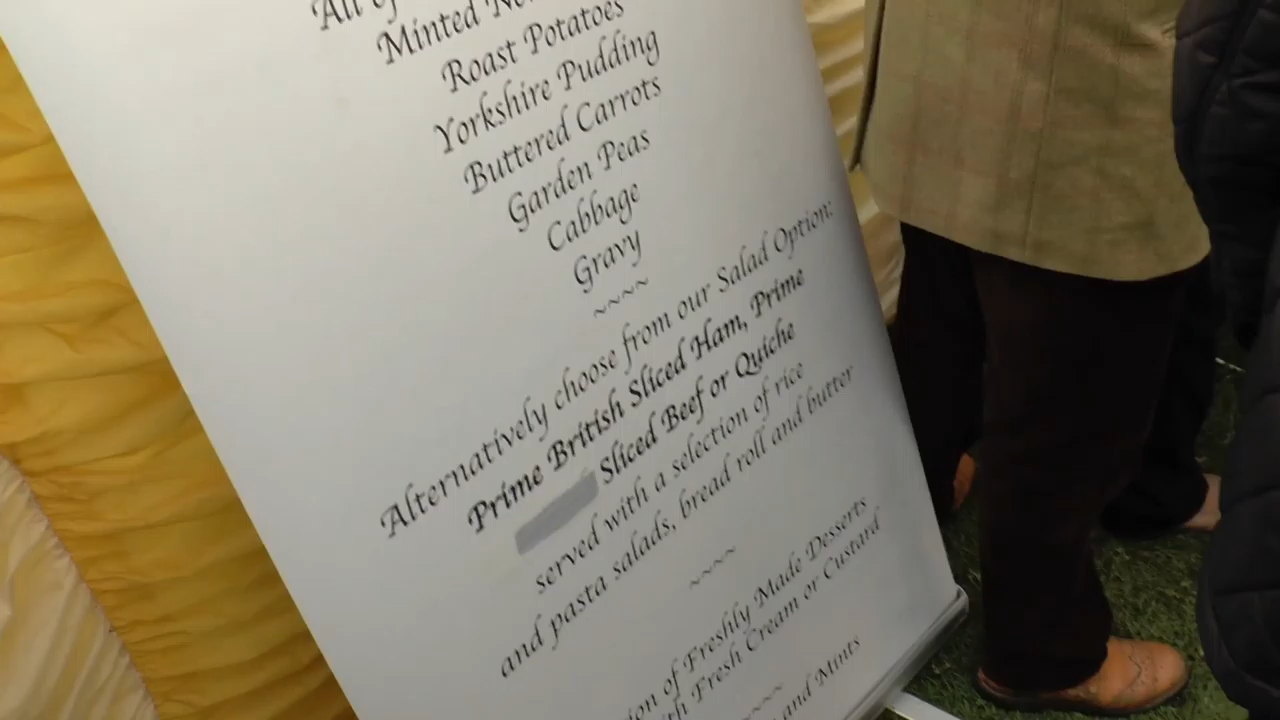 All of
Minted
Roast Potatoes
Yorkshire Pudding
Buttered Carrots
Garden Peas
Cabbage
Gravy
~~~~
Alternatively choose from our Salad Option:
Prime British Sliced Ham, Prime
Sliced Beef or Quiche
served with a selection of rice
and pasta salads, bread roll and butter
~~~~
of Freshly Made Desserts
Fresh Cream or Custard
~~~~
and Mints